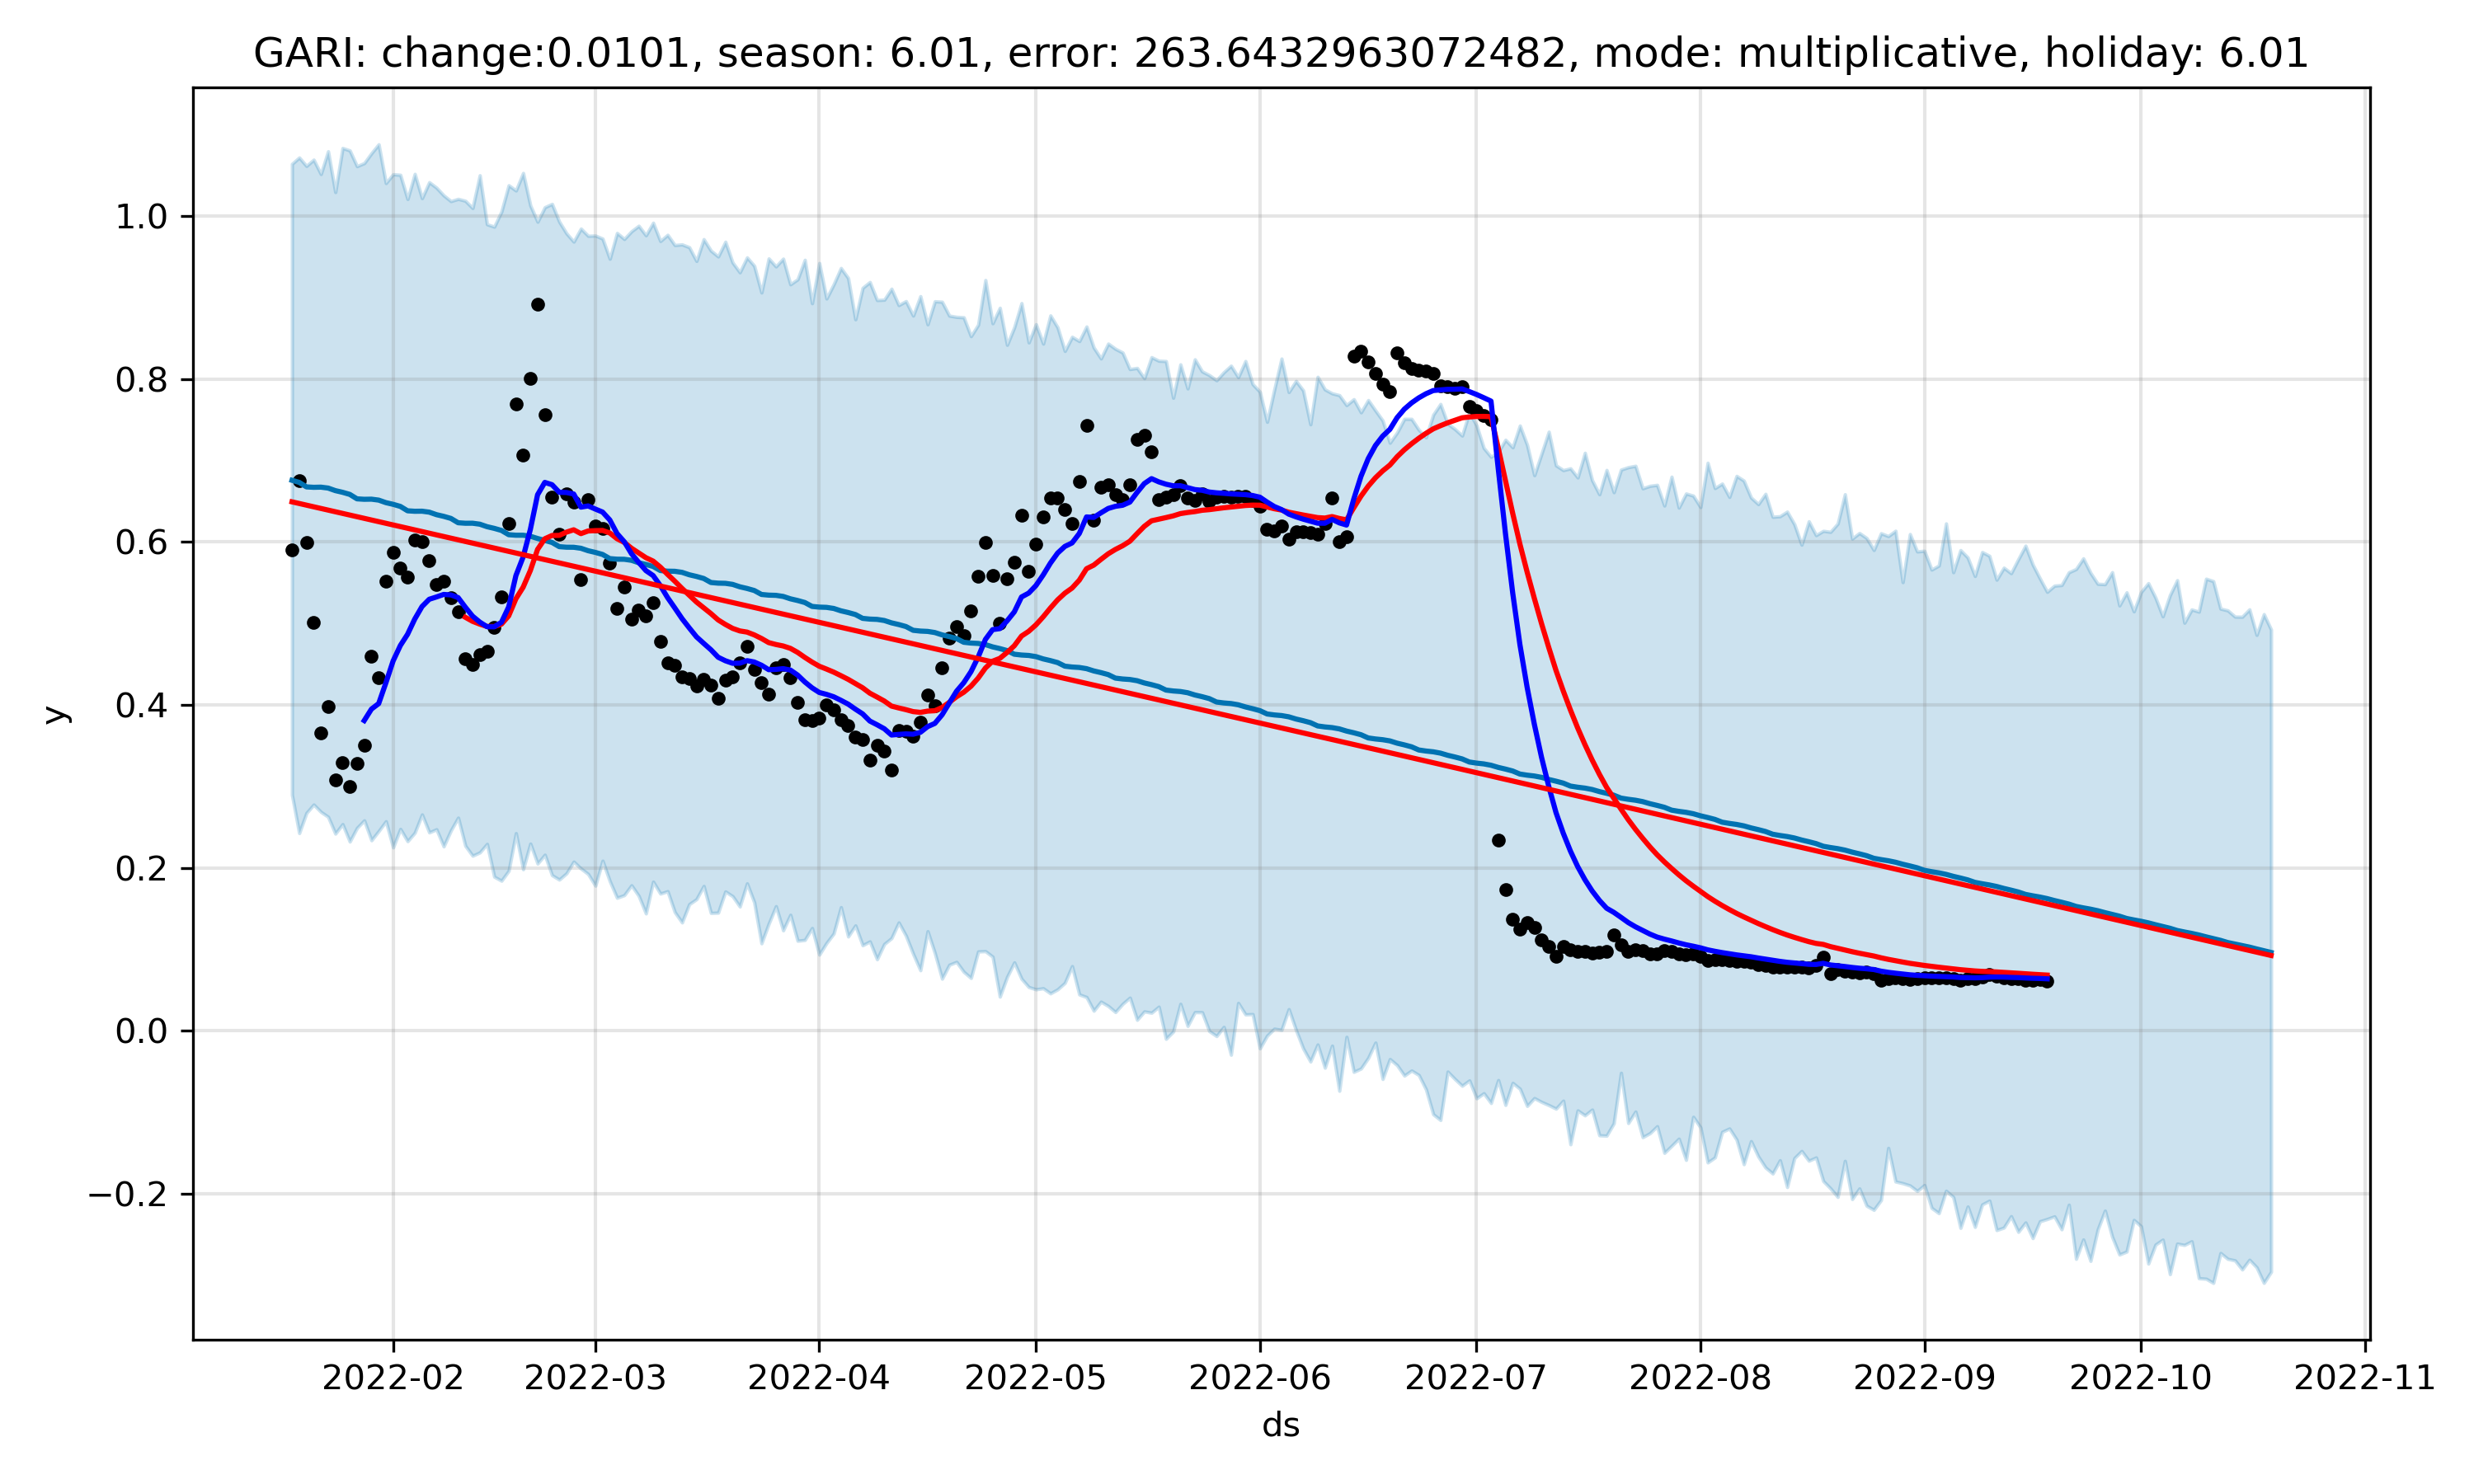 GARI: change:0.0101, season: 6.01, error: 263.6432963072482, mode: multiplicative, holiday: 6.01
1.0
0.8
0.6
0.4
0.2
0.0
−0.2
y
2022-02 2022-03 2022-04 2022-05 2022-06 2022-07 2022-08 2022-09 2022-10 2022-11
ds